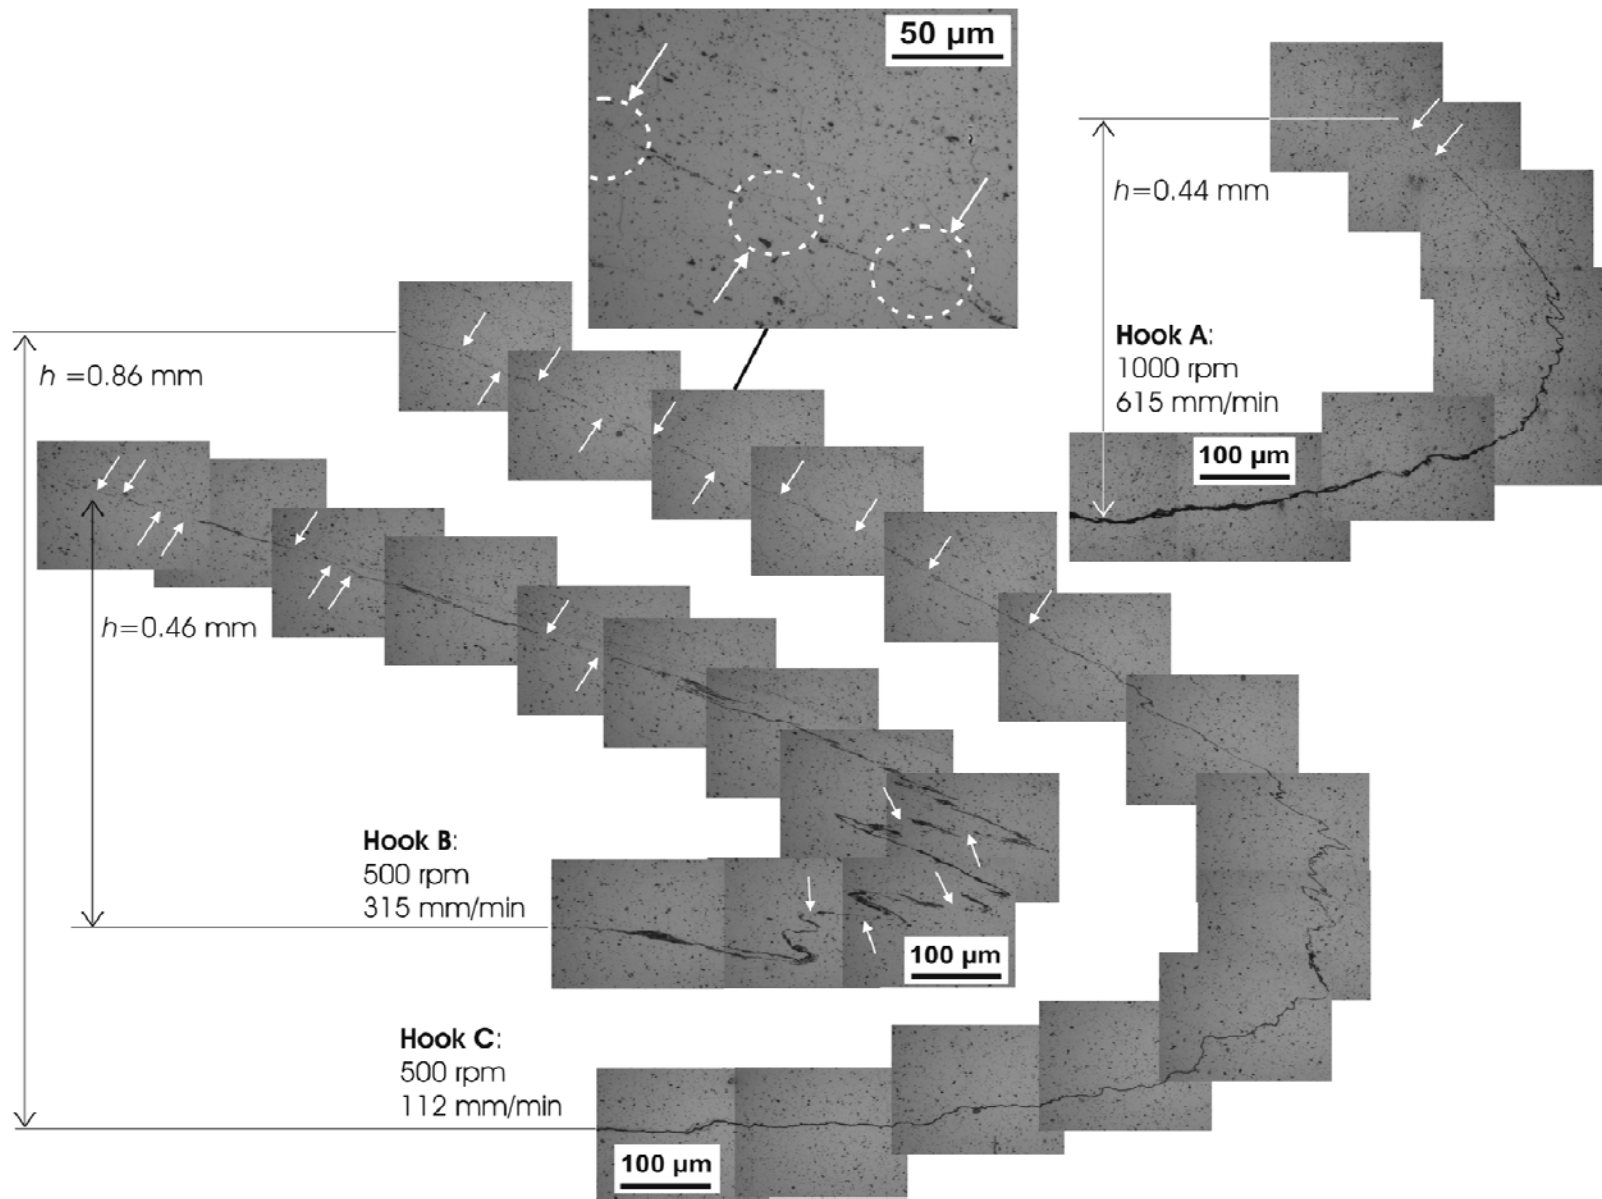 50 µm
h=0.44 mm
Hook A:
1000 rpm
615 mm/min
100 µm
h =0.86 mm
h=0.46 mm
Hook B:
500 rpm
315 mm/min
100 µm
Hook C:
500 rpm
112 mm/min
100 µm